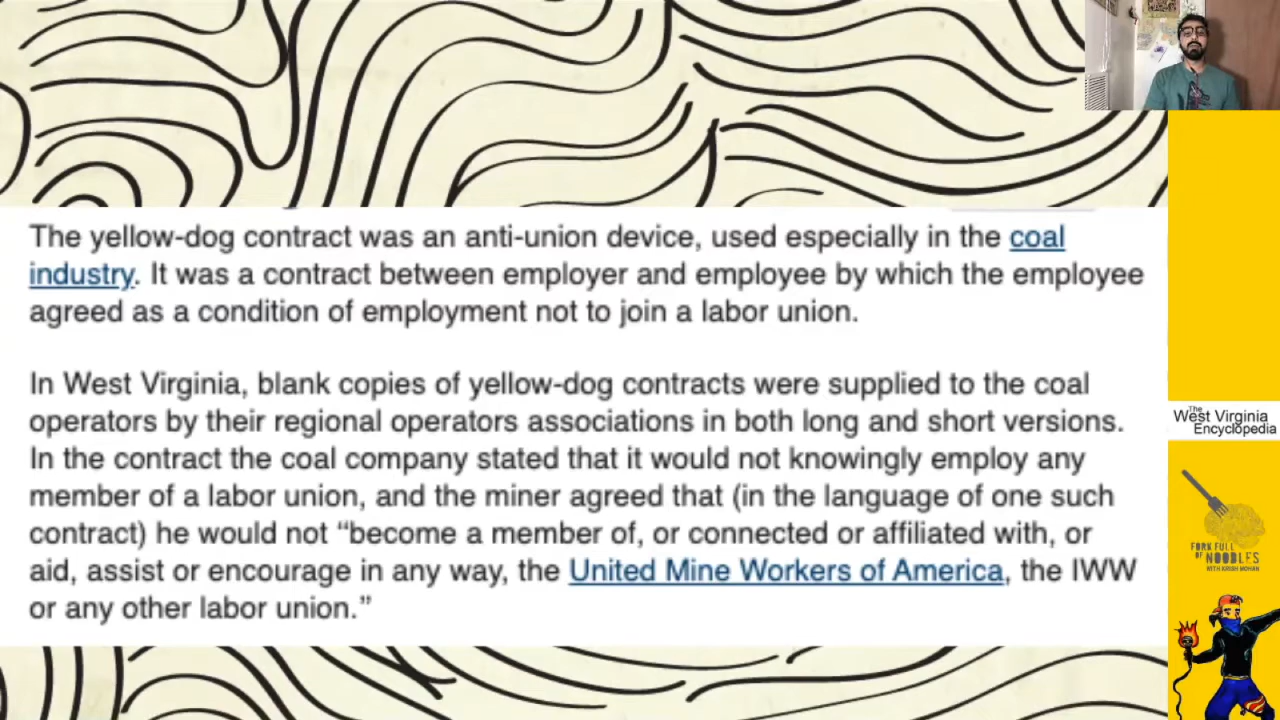 The yellow-dog contract was an anti-union device, used especially in the coal
industry. It was a contract between employer and employee by which the employee
agreed as a condition of employment not to join a labor union.
In West Virginia, blank copies of yellow-dog contracts were supplied to the coal
operators by their regional operators associations in both long and short versions.
In the contract the coal company stated that it would not knowingly employ any
member of a labor union, and the miner agreed that (in the language of one such
contract) he would not “become a member of, or connected or affiliated with, or
aid, assist or encourage in any way, the United Mine Workers of America, the IWW
or any other labor union.”
The
West Virginia
Encyclopedia
FORK FULL
OF NOODLES
WITH KRISH MOHAN